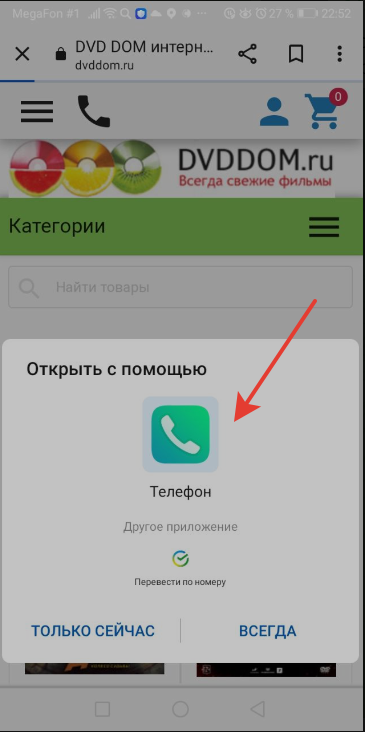 MegaFon #1 27 % 22:52
DVD DOM интерн...
dvddom.ru
0
DVDDOM.ru
Всегда свежие фильмы
Категории
Найти товары
Открыть с помощью
Телефон
Другое приложение
Перевести по номеру
ТОЛЬКО СЕЙЧАС
ВСЕГДА